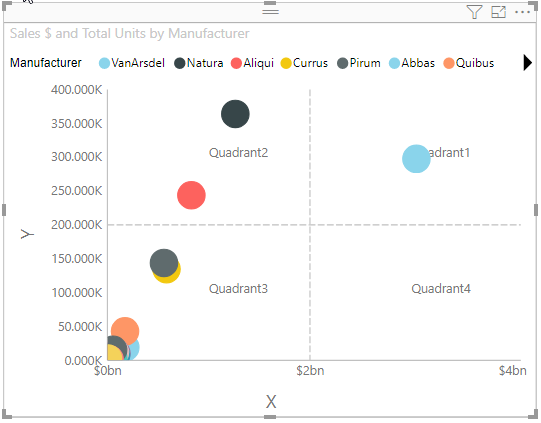 Sales $ and Total Units by Manufacturer
Manufacturer VanArsdel Natura Aliqui Currus Pirum Abbas Quibus
400.000K
350.000K
300.000K
Quadrant2 Quadrant1
250.000K
200.000K
Y
150.000K
100.000K
Quadrant3 Quadrant4
50.000K
0.000K
$0bn $2bn $4bn
X